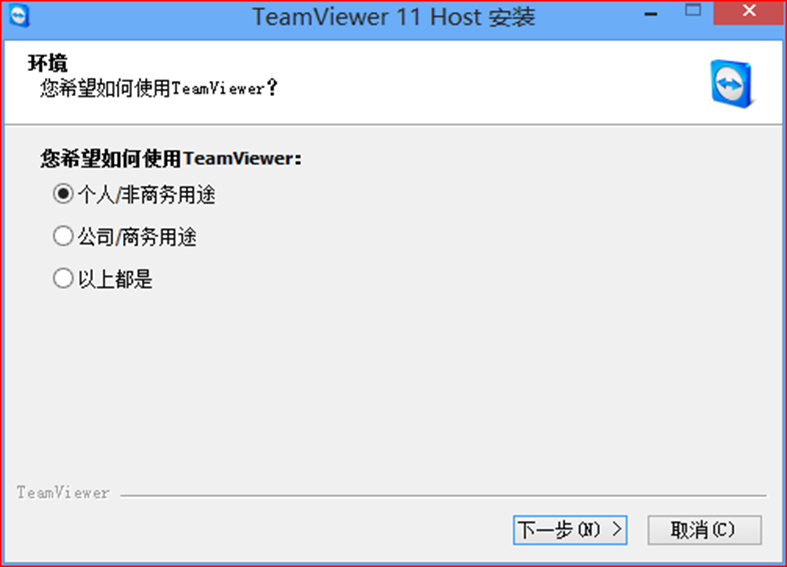 TeamViewer 11 Host 安装
环境
您希望如何使用TeamViewer?
您希望如何使用TeamViewer:
个人/非商务用途
公司/商务用途
以上都是
TeamViewer
下一步(N) >
取消(C)